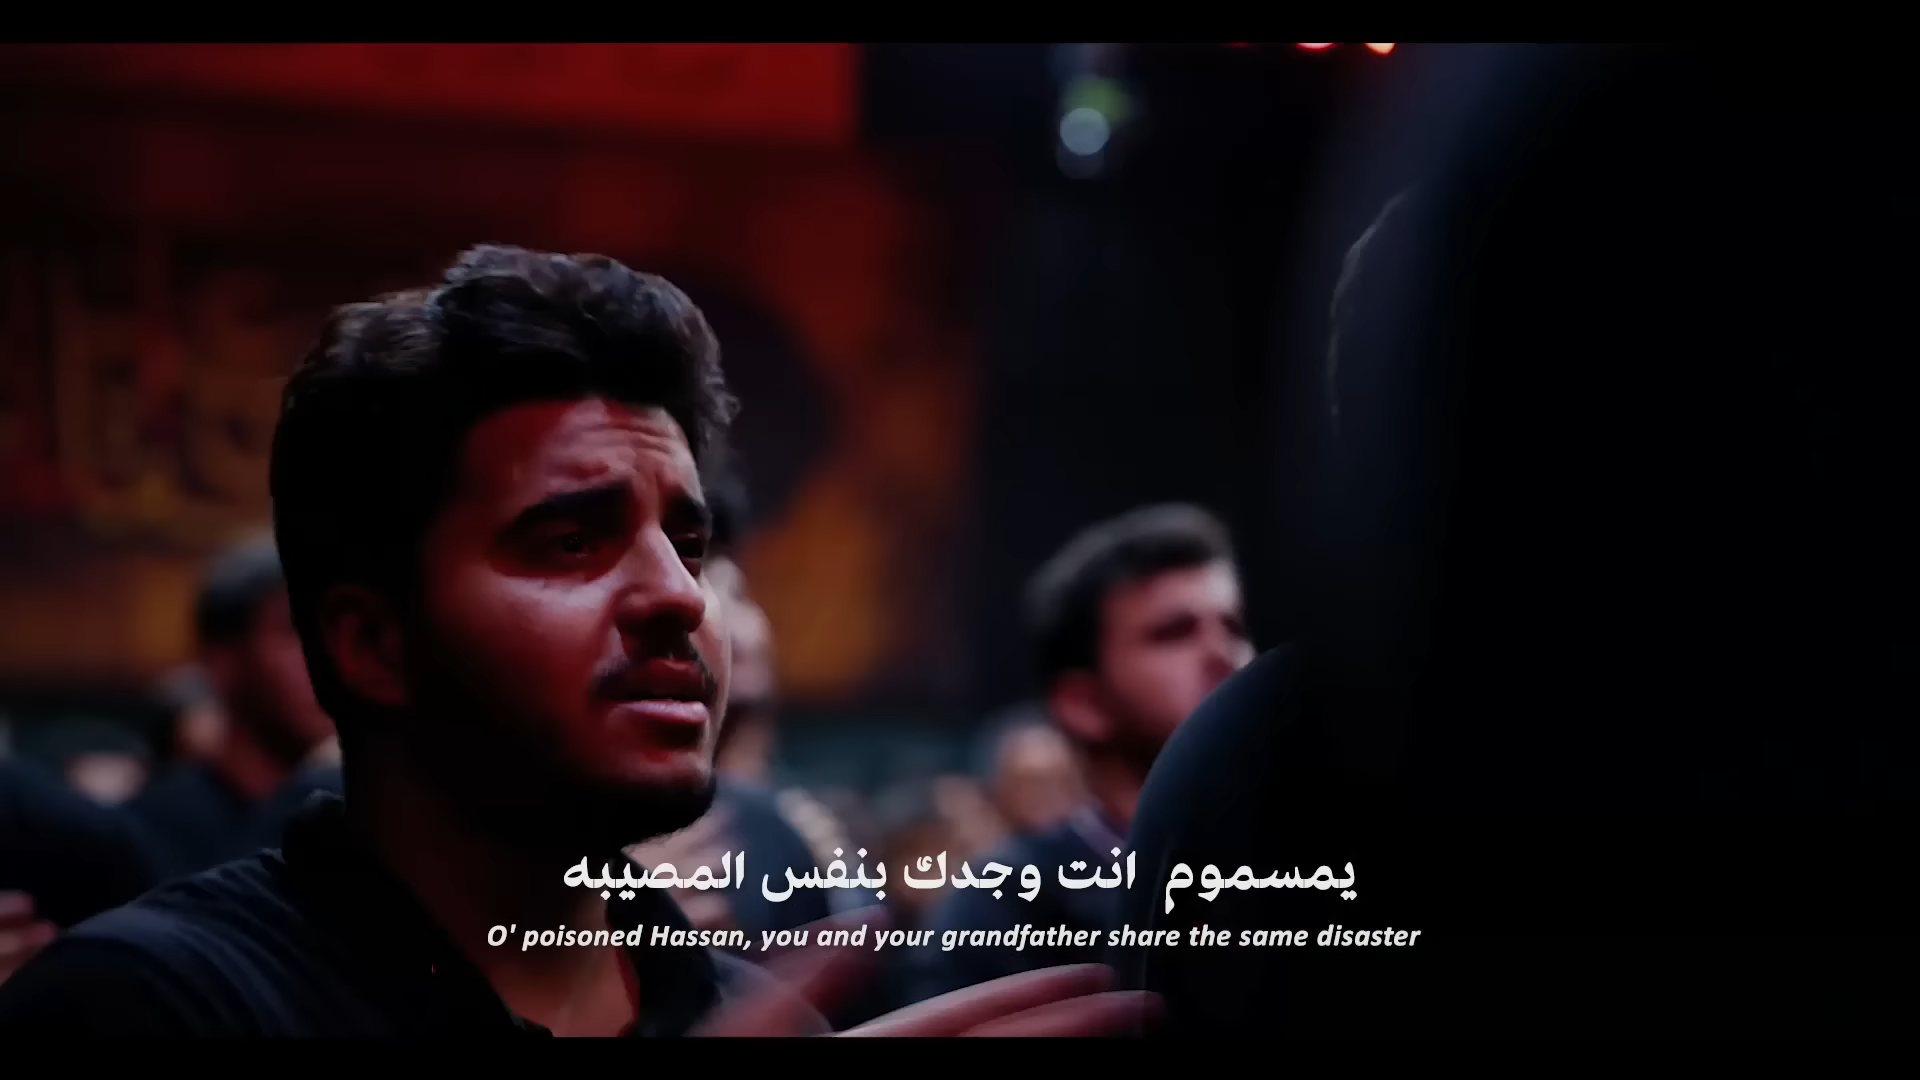 يمسموم انت وجدك بنفس المصيبه
O' poisoned Hassan, you and your grandfather share the same disaster